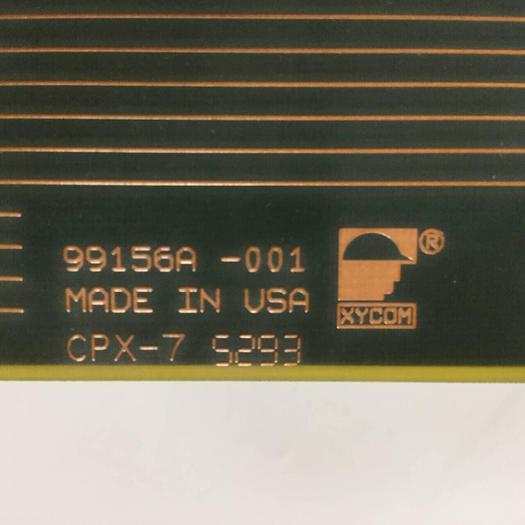 99156A -001
MADE IN USA
CPX-7 5293
®
XYCOM